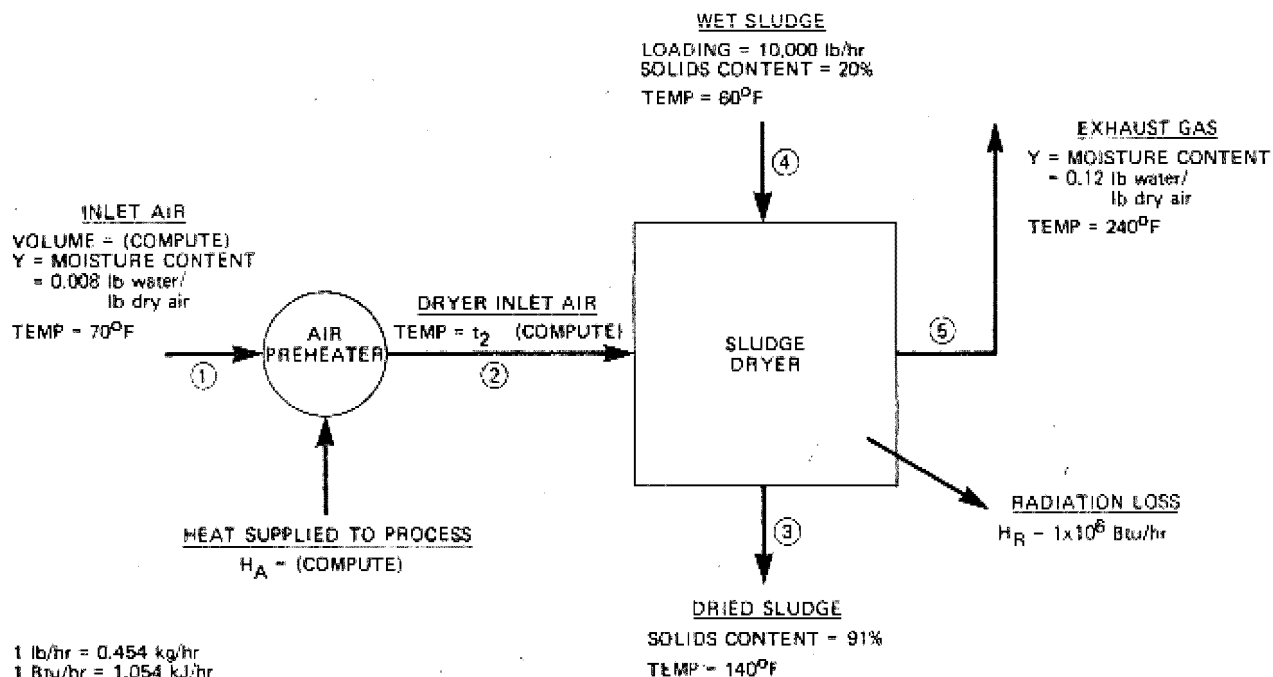 WET SLUDGE
LOADING = 10,000 lb/hr
SOLIDS CONTENT = 20%
TEMP = 60°F
④
EXHAUST GAS
Y = MOISTURE CONTENT
= 0.12 lb water/
lb dry air
TEMP = 240°F
INLET AIR
VOLUME = (COMPUTE)
Y = MOISTURE CONTENT
= 0.008 lb water/
lb dry air
TEMP = 70°F
①
AIR
PREHEATER
DRYER INLET AIR
TEMP = t₂ (COMPUTE)
②
SLUDGE
DRYER
⑤
HEAT SUPPLIED TO PROCESS
H_A = (COMPUTE)
③
RADIATION LOSS
H_R = 1x10⁶ Btu/hr
DRIED SLUDGE
SOLIDS CONTENT = 91%
TEMP = 140°F
1 lb/hr = 0.454 kg/hr
1 Btu/hr = 1.054 kJ/hr